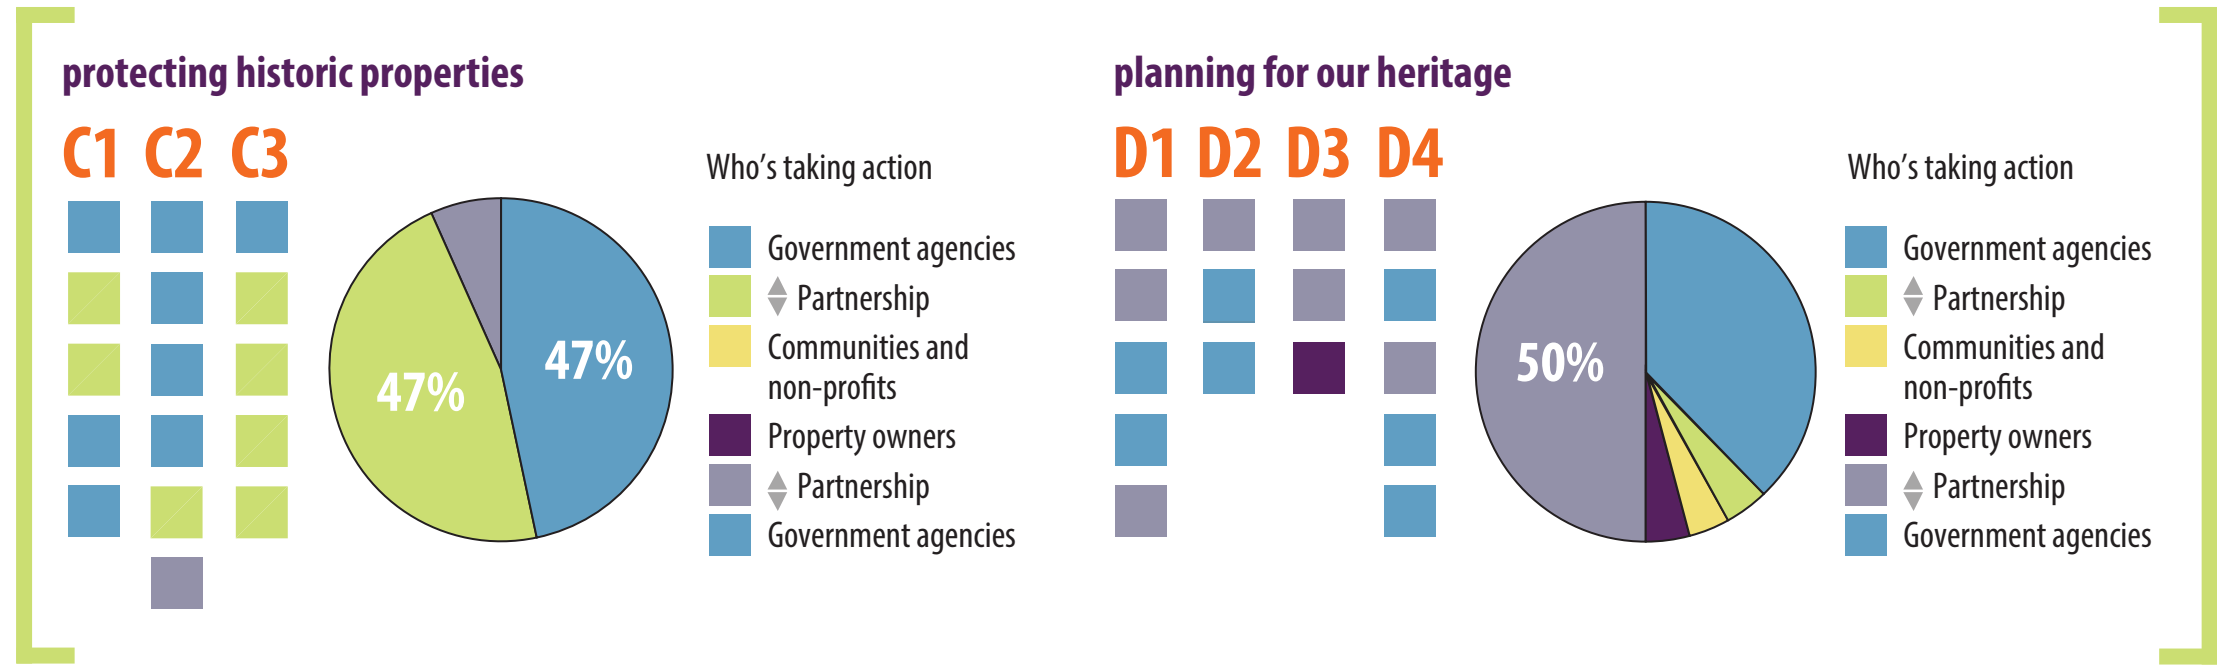 protecting historic properties
C1 C2 C3
47%
47%
Who’s taking action
Government agencies
Partnership
Communities and
non-profits
Property owners
Partnership
Government agencies
planning for our heritage
D1 D2 D3 D4
50%
Who’s taking action
Government agencies
Partnership
Communities and
non-profits
Property owners
Partnership
Government agencies